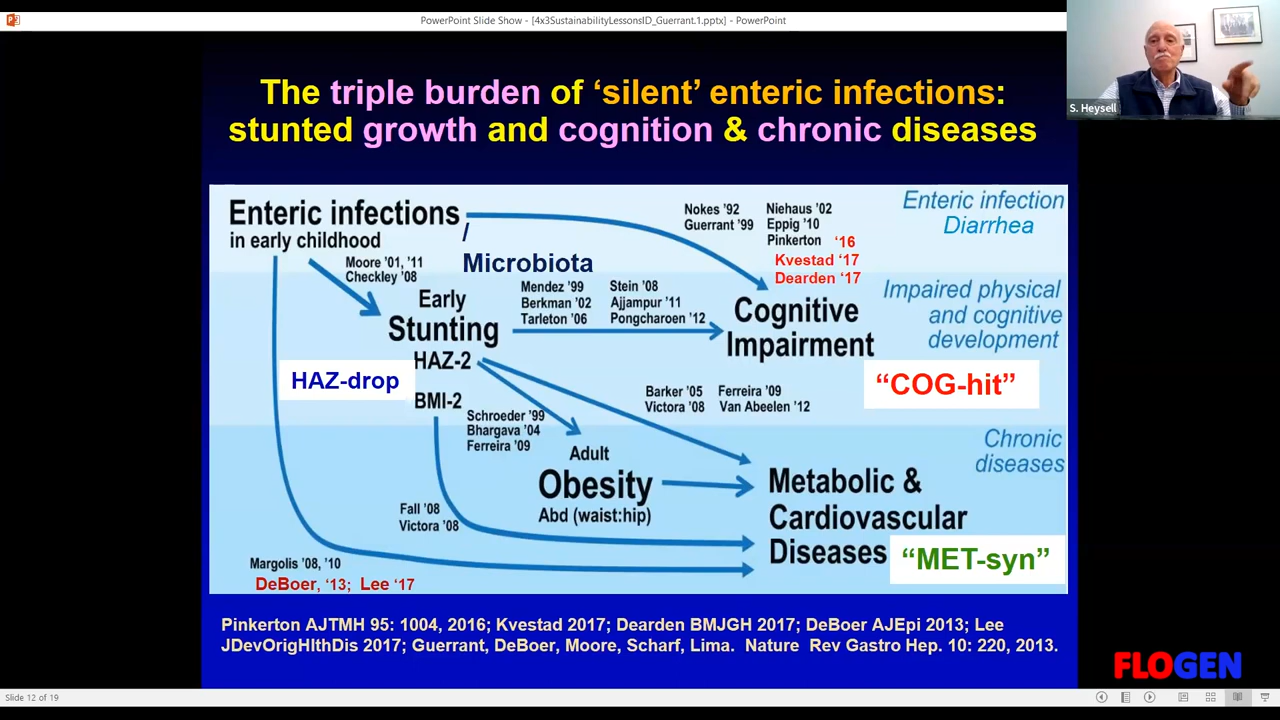 PowerPoint Slide Show - [4x3SustainabilityLessonsID_Guerrant.1.pptx] - PowerPoint
S. Heysell
The triple burden of ‘silent’ enteric infections:
stunted growth and cognition & chronic diseases
Enteric infections
in early childhood
/
Microbiota
Moore ’01, ’11
Checkley ’08
Nokes ’92
Guerrant ’99
Niehaus ’02
Eppig ’10
Pinkerton ‘16
Kvestad ‘17
Dearden ‘17
Enteric infection
Diarrhea
Early
Stunting
HAZ-2
BMI-2
HAZ-drop
Mendez ’99
Berkman ’02
Tarleton ’06
Stein ’08
Ajjampur ’11
Pongcharoen ’12
Cognitive
Impairment
“COG-hit”
Impaired physical
and cognitive
development
Schroeder ’99
Bhargava ’04
Ferreira ’09
Barker ’05
Victora ’08
Ferreira ’09
Van Abeelen ’12
Adult
Obesity
Abd (waist:hip)
Chronic
diseases
Metabolic &
Cardiovascular
Diseases
“MET-syn”
Fall ’08
Victora ’08
Margolis ’08, ’10
DeBoer, ‘13; Lee ‘17
Pinkerton AJTMH 95: 1004, 2016; Kvestad 2017; Dearden BMJGH 2017; DeBoer AJEpi 2013; Lee
JDevOrigHlthDis 2017; Guerrant, DeBoer, Moore, Scharf, Lima. Nature Rev Gastro Hep. 10: 220, 2013.
FLOGEN
Slide 12 of 19